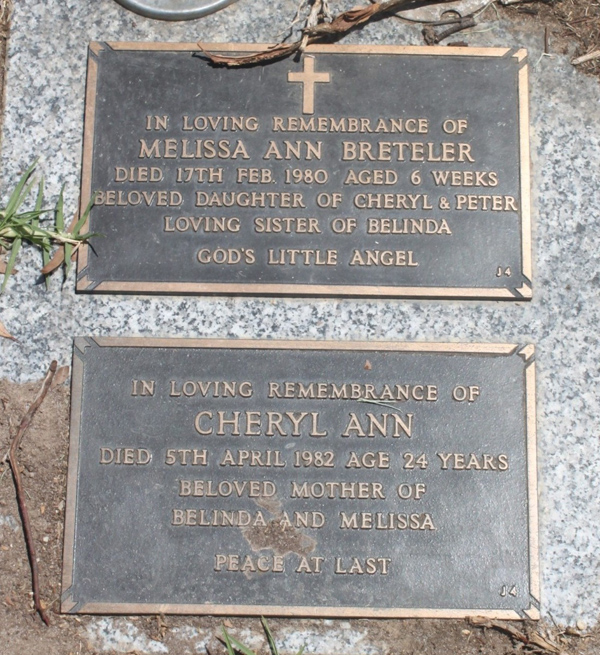 IN LOVING REMEMBRANCE OF
MELISSA ANN BRETELER
DIED 17TH FEB. 1980 AGED 6 WEEKS
BELOVED DAUGHTER OF CHERYL & PETER
LOVING SISTER OF BELINDA
GOD'S LITTLE ANGEL
J4
IN LOVING REMEMBRANCE OF
CHERYL ANN
DIED 5TH APRIL 1982 AGE 24 YEARS
BELOVED MOTHER OF
BELINDA AND MELISSA
PEACE AT LAST
J4